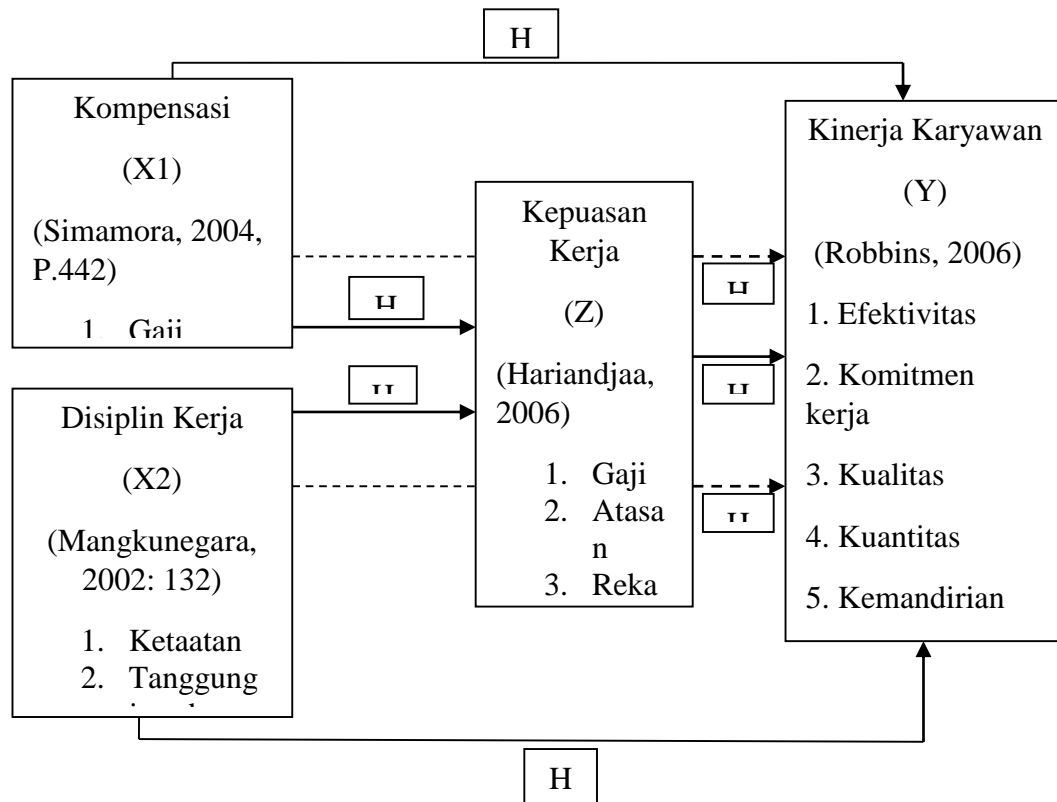 H
Kompensasi
(X1)
(Simamora, 2004,
P.442)
1. Gaji
Disiplin Kerja
(X2)
(Mangkunegara,
2002: 132)
1. Ketaatan
2. Tanggung
H
H
Kepuasan
Kerja
(Z)
(Hariandjaa,
2006)
1. Gaji
2. Atasa
n
3. Reka
H
H
H
Kinerja Karyawan
(Y)
(Robbins, 2006)
1. Efektivitas
2. Komitmen
kerja
3. Kualitas
4. Kuantitas
5. Kemandirian
H